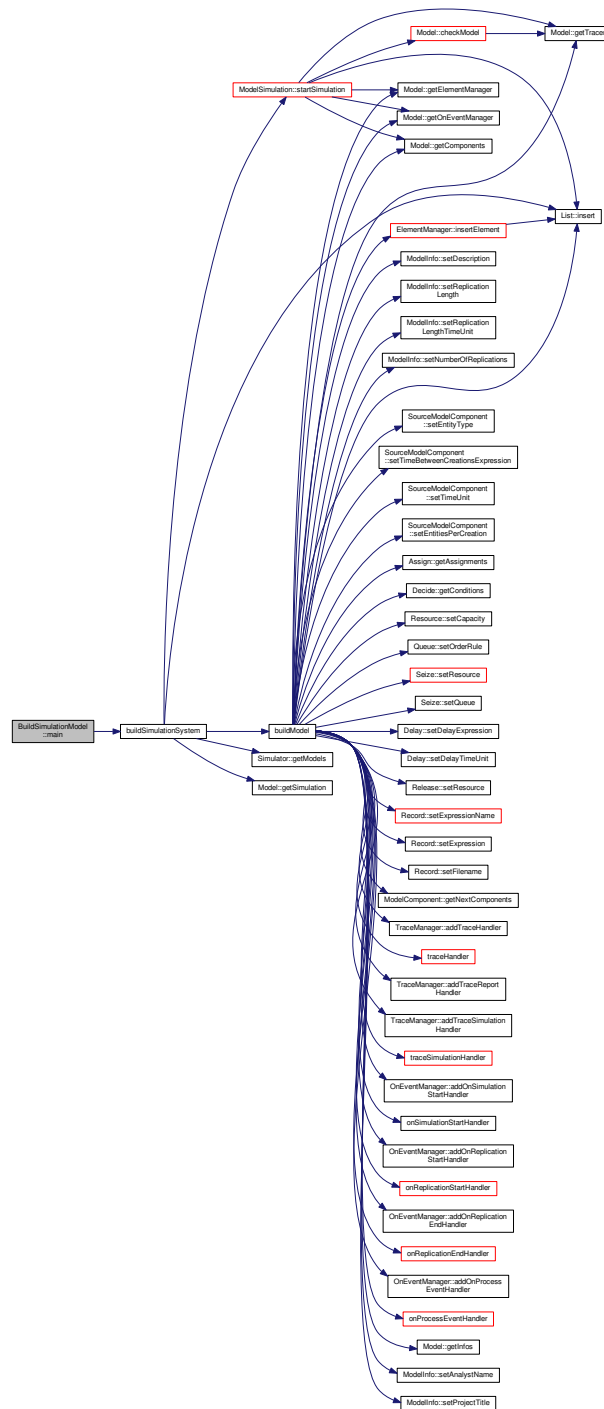 Model::checkModel
Model::getTracer
ModelSimulation::startSimulation
Model::getElementManager
Model::getOnEventManager
Model::getComponents
List::insert
ElementManager::insertElement
ModelInfo::setDescription
ModelInfo::setReplication
Length
ModelInfo::setReplication
LengthTimeUnit
ModelInfo::setNumberOfReplications
SourceModelComponent
::setEntityType
SourceModelComponent
::setTimeBetweenCreationsExpression
SourceModelComponent
::setTimeUnit
SourceModelComponent
::setEntitiesPerCreation
Assign::getAssignments
Decide::getConditions
Resource::setCapacity
Queue::setOrderRule
Seize::setResource
Seize::setQueue
BuildSimulationModel
::main
buildSimulationSystem
buildModel
Delay::setDelayExpression
Simulator::getModels
Delay::setDelayTimeUnit
Model::getSimulation
Release::setResource
Record::setExpressionName
Record::setExpression
Record::setFilename
ModelComponent::getNextComponents
TraceManager::addTraceHandler
traceHandler
TraceManager::addTraceReport
Handler
TraceManager::addTraceSimulation
Handler
traceSimulationHandler
OnEventManager::addOnSimulation
StartHandler
onSimulationStartHandler
OnEventManager::addOnReplication
StartHandler
onReplicationStartHandler
OnEventManager::addOnReplication
EndHandler
onReplicationEndHandler
OnEventManager::addOnProcess
EventHandler
onProcessEventHandler
Model::getInfos
ModelInfo::setAnalystName
ModelInfo::setProjectTitle